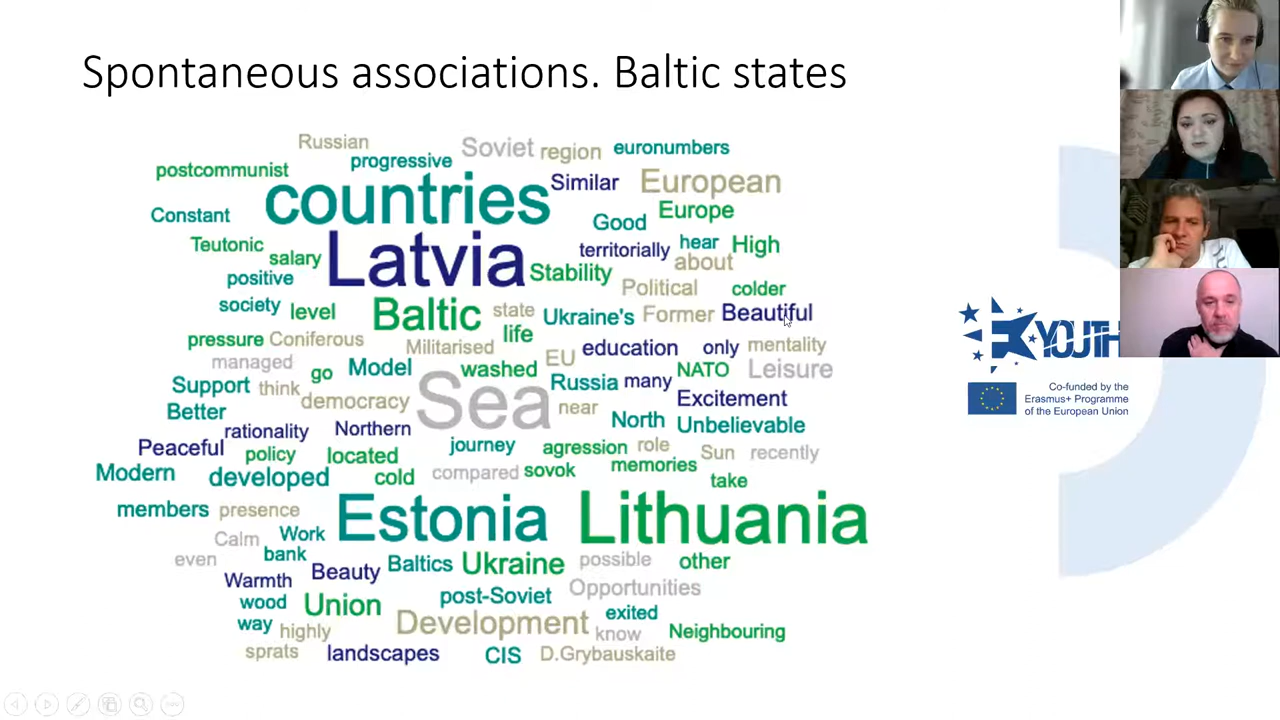 Spontaneous associations. Baltic states
Russian Soviet region euronumbers
postcommunist progressive
countries Similar European
Constant Good Europe
Teutonic Latvia territorially hear High
salary Stability about
positive Political colder
society level Baltic state Ukraine's Former Beautiful
pressure Coniferous Militarised life EU education only mentality
managed go Model washed NATO Leisure
Support think Sea Russia many
democracy near Excitement
Better North Unbelievable
rationality Northern
Peaceful policy located journey agression role Sun recently
Modern developed cold compared sovok memories take
members presence Estonia Lithuania
Calm Work
even bank Baltics Ukraine possible other
Warmth Beauty
wood Union post-Soviet Opportunities
way highly Development exited know Neighbouring
sprats landscapes CIS D.Grybauskaite
EXYOUTH
Co-funded by the
Erasmus+ Programme
of the European Union